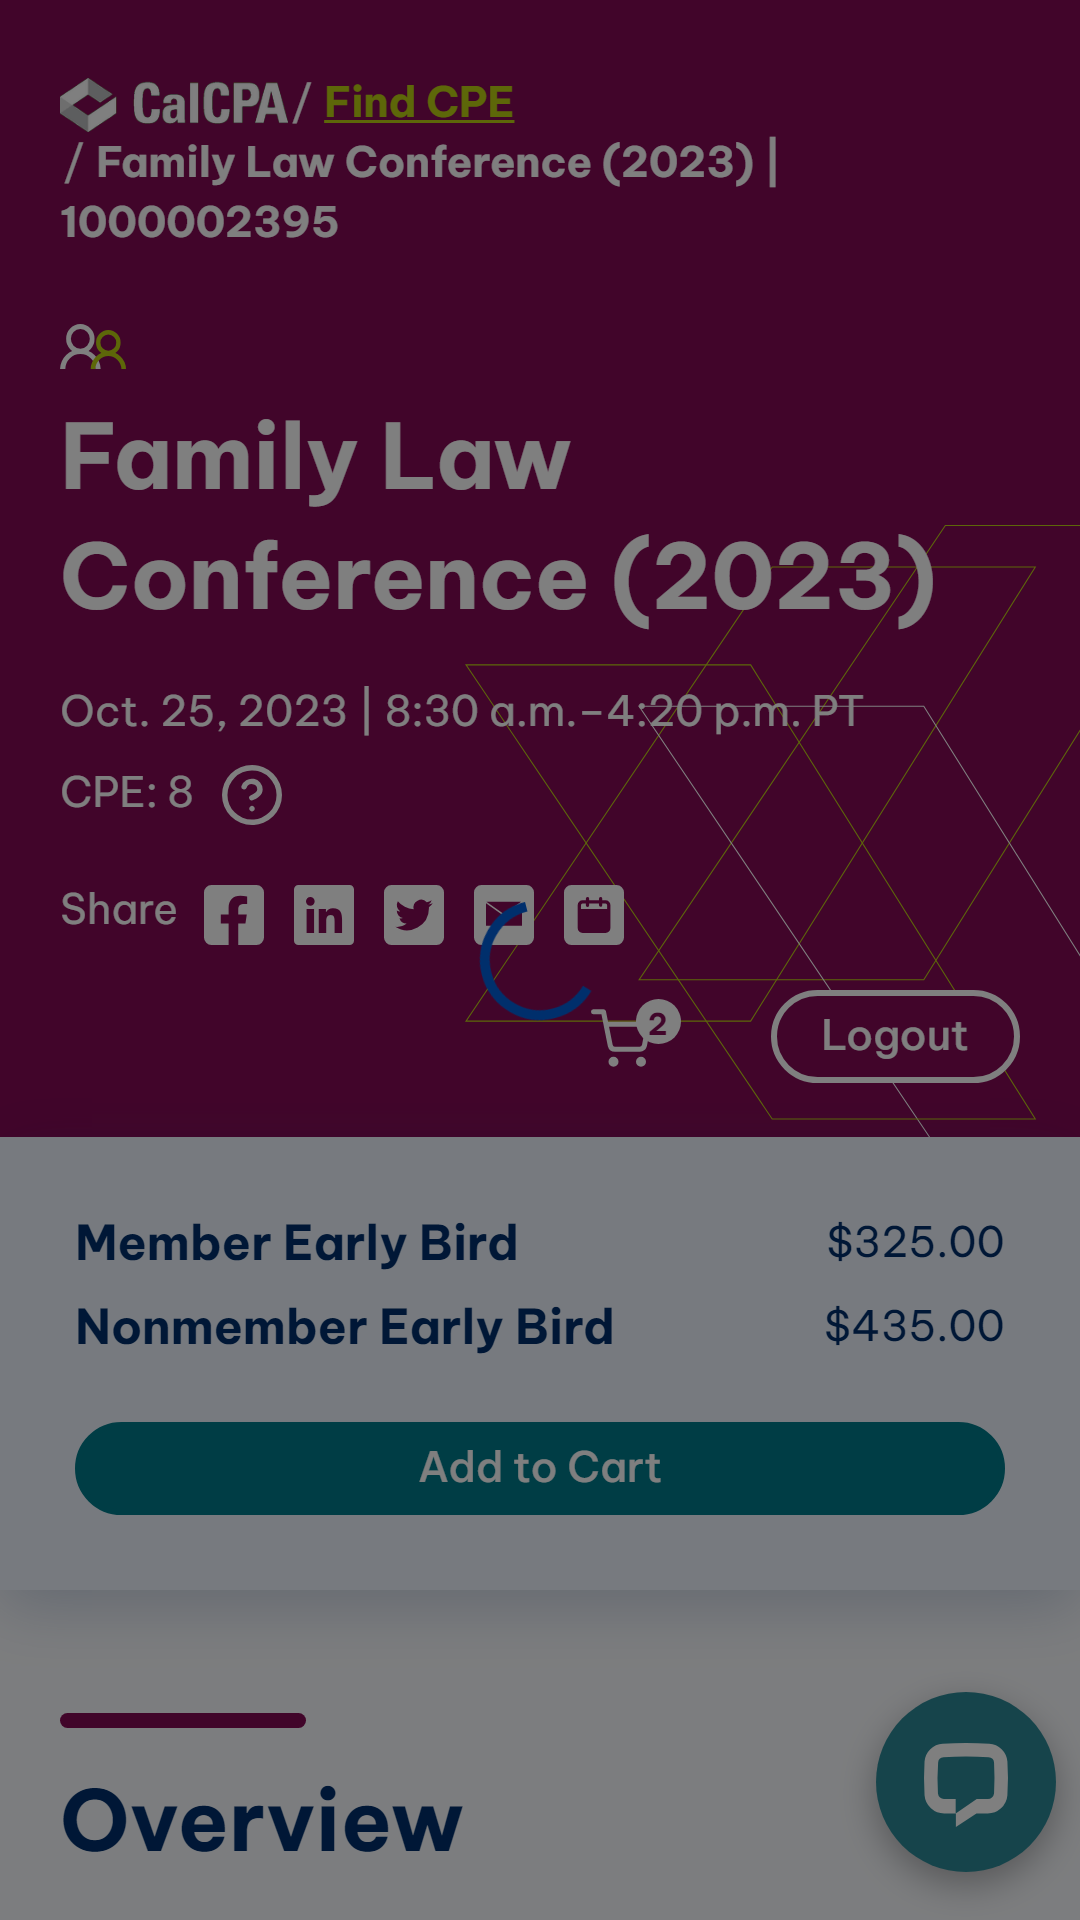 CalCPA / Find CPE
/ Family Law Conference (2023) |
1000002395
Family Law
Conference (2023)
Oct. 25, 2023 | 8:30 a.m.–4:20 p.m. PT
CPE: 8 ?
Share
2
Logout
Member Early Bird $325.00
Nonmember Early Bird $435.00
Add to Cart
Overview